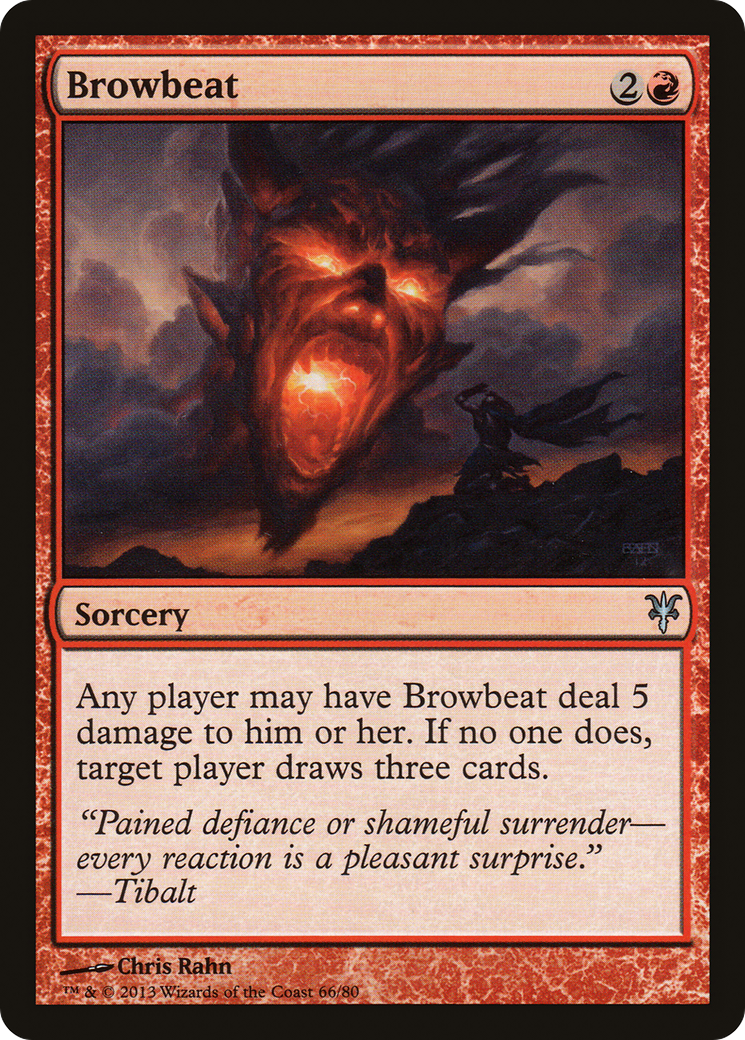 Browbeat 2
Sorcery
Any player may have Browbeat deal 5
damage to him or her. If no one does,
target player draws three cards.
“Pained defiance or shameful surrender—
every reaction is a pleasant surprise.”
—Tibalt
Chris Rahn
™ & © 2013 Wizards of the Coast 66/80